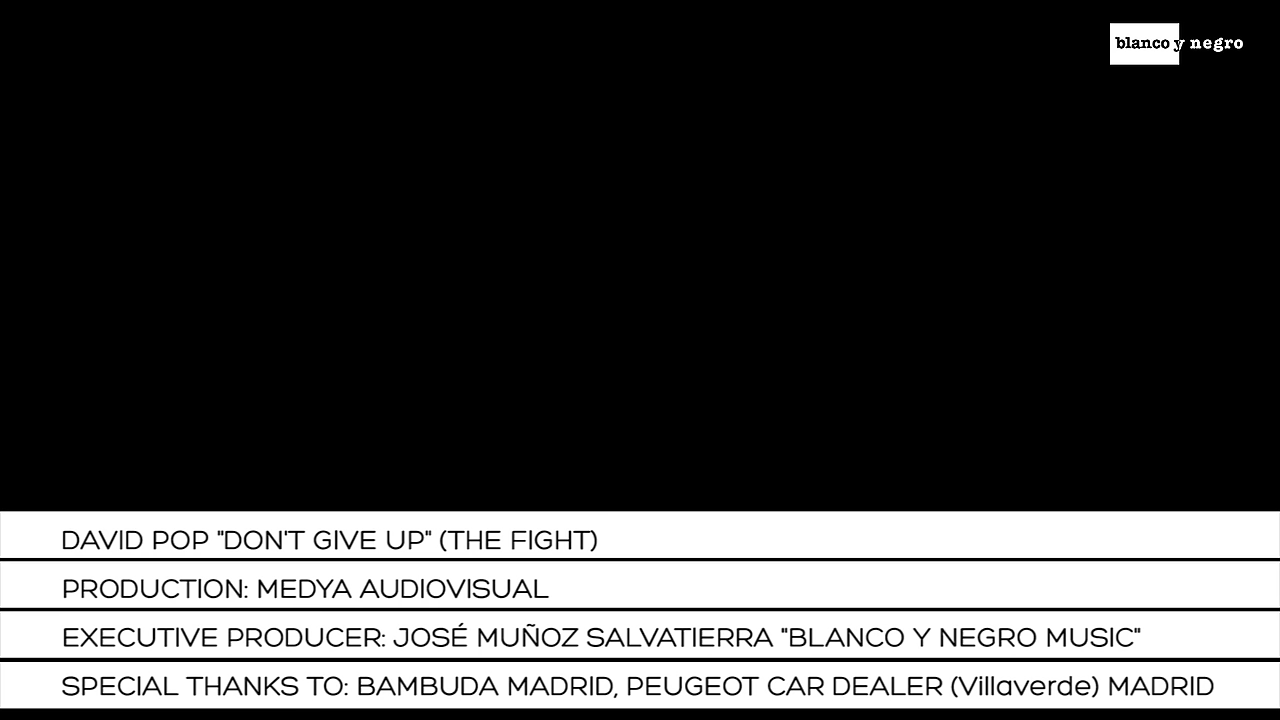 blanco y negro
DAVID POP "DON'T GIVE UP" (THE FIGHT)
PRODUCTION: MEDYA AUDIOVISUAL
EXECUTIVE PRODUCER: JOSÉ MUÑOZ SALVATIERRA "BLANCO Y NEGRO MUSIC"
SPECIAL THANKS TO: BAMBUDA MADRID, PEUGEOT CAR DEALER (Villaverde) MADRID